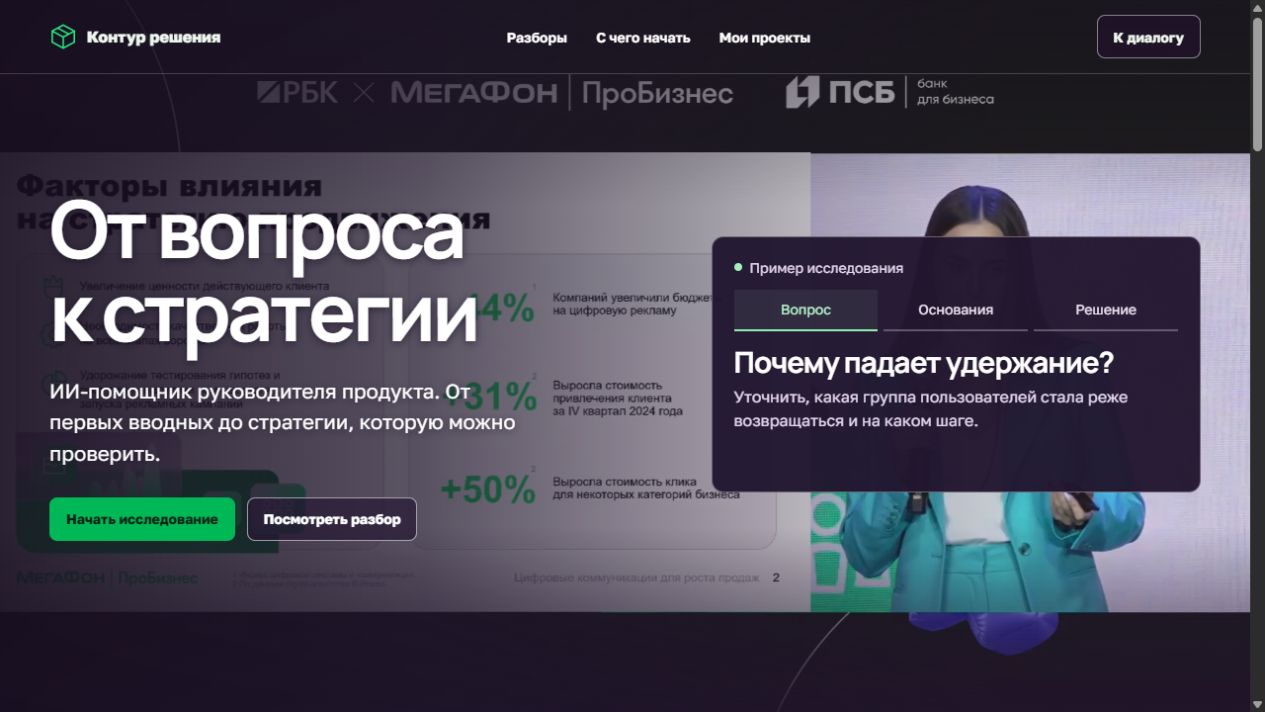 Контур решения
Разборы
С чего начать
Мои проекты
К диалогу
РБК
МЕГАФОН
ПроБизнес
ПСБ
банк
для бизнеса
Факторы влияния
От вопроса
к стратегии
Увеличение ценности действующего клиента
Компаний увеличили бюджет
на цифровую рекламу
Удорожание тестирования гипотез и
запуска рекламных кампаний
+31%
Выросла стоимость
привлечения клиента
за IV квартал 2024 года
+50%
Выросла стоимость клика
для некоторых категорий бизнеса
ИИ-помощник руководителя продукта. От
первых вводных до стратегии, которую можно
проверить.
Начать исследование
Посмотреть разбор
Пример исследования
Вопрос
Основания
Решение
Почему падает удержание?
Уточнить, какая группа пользователей стала реже
возвращаться и на каком шаге.
МЕГАФОН
ПроБизнес
Цифровые коммуникации для роста продаж
2